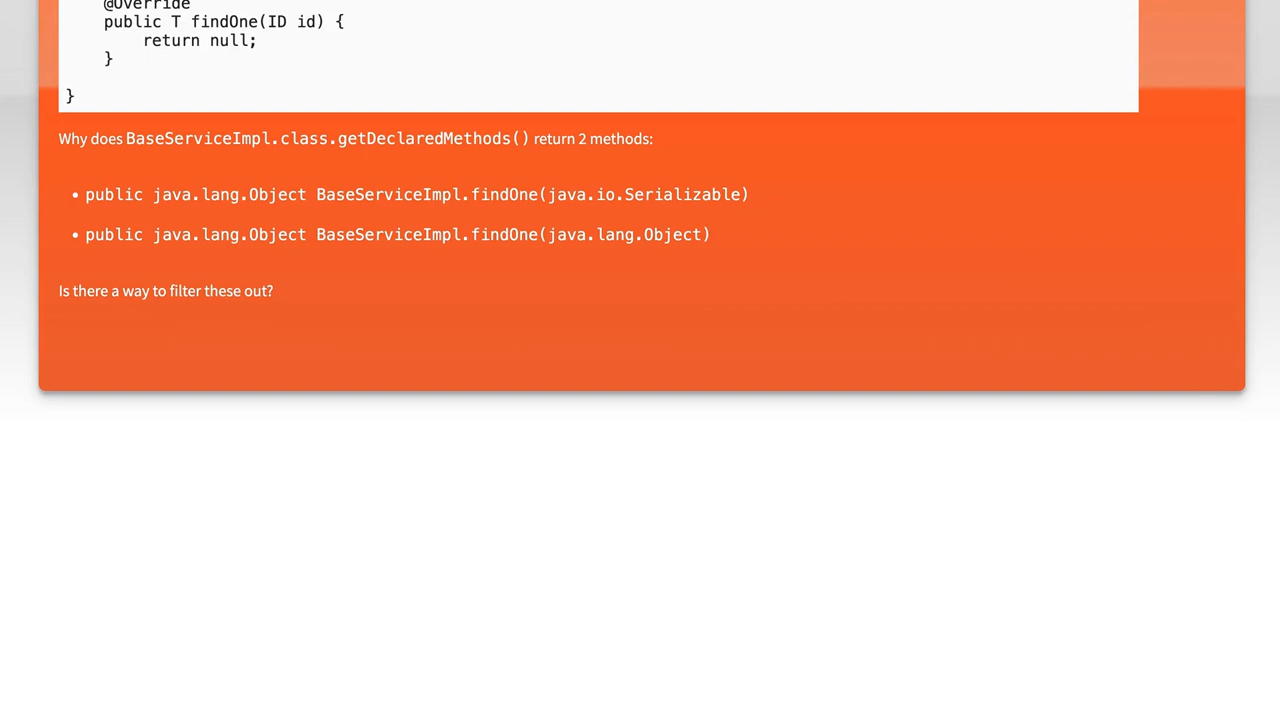 @Override
public T findOne(ID id) {
return null;
}
}
Why does BaseServiceImpl.class.getDeclaredMethods() return 2 methods:
• public java.lang.Object BaseServiceImpl.findOne(java.io.Serializable)
• public java.lang.Object BaseServiceImpl.findOne(java.lang.Object)
Is there a way to filter these out?